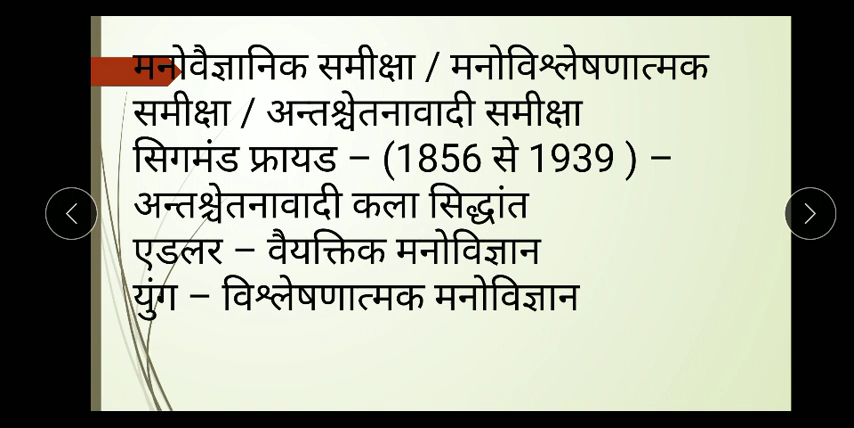 मनोवैज्ञानिक समीक्षा / मनोविश्लेषणात्मक
समीक्षा / अन्तश्चेतनावादी समीक्षा
सिगमंड फ्रायड – (1856 से 1939 ) –
अन्तश्चेतनावादी कला सिद्धांत
एडलर – वैयक्तिक मनोविज्ञान
युंग – विश्लेषणात्मक मनोविज्ञान